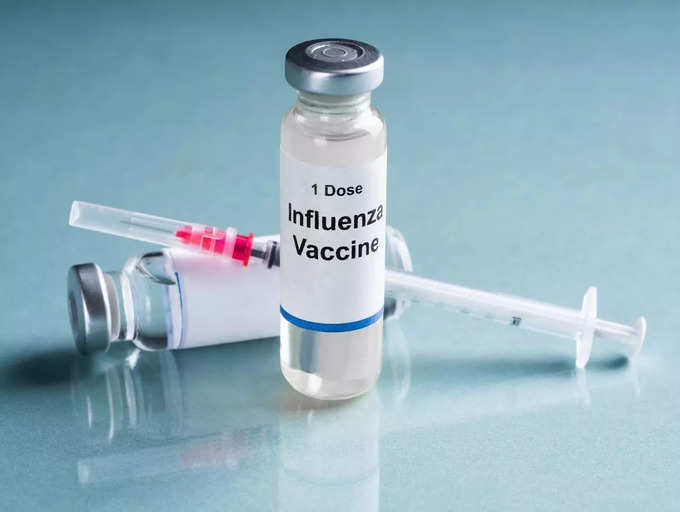 1 Dose
Influenza
Vaccine